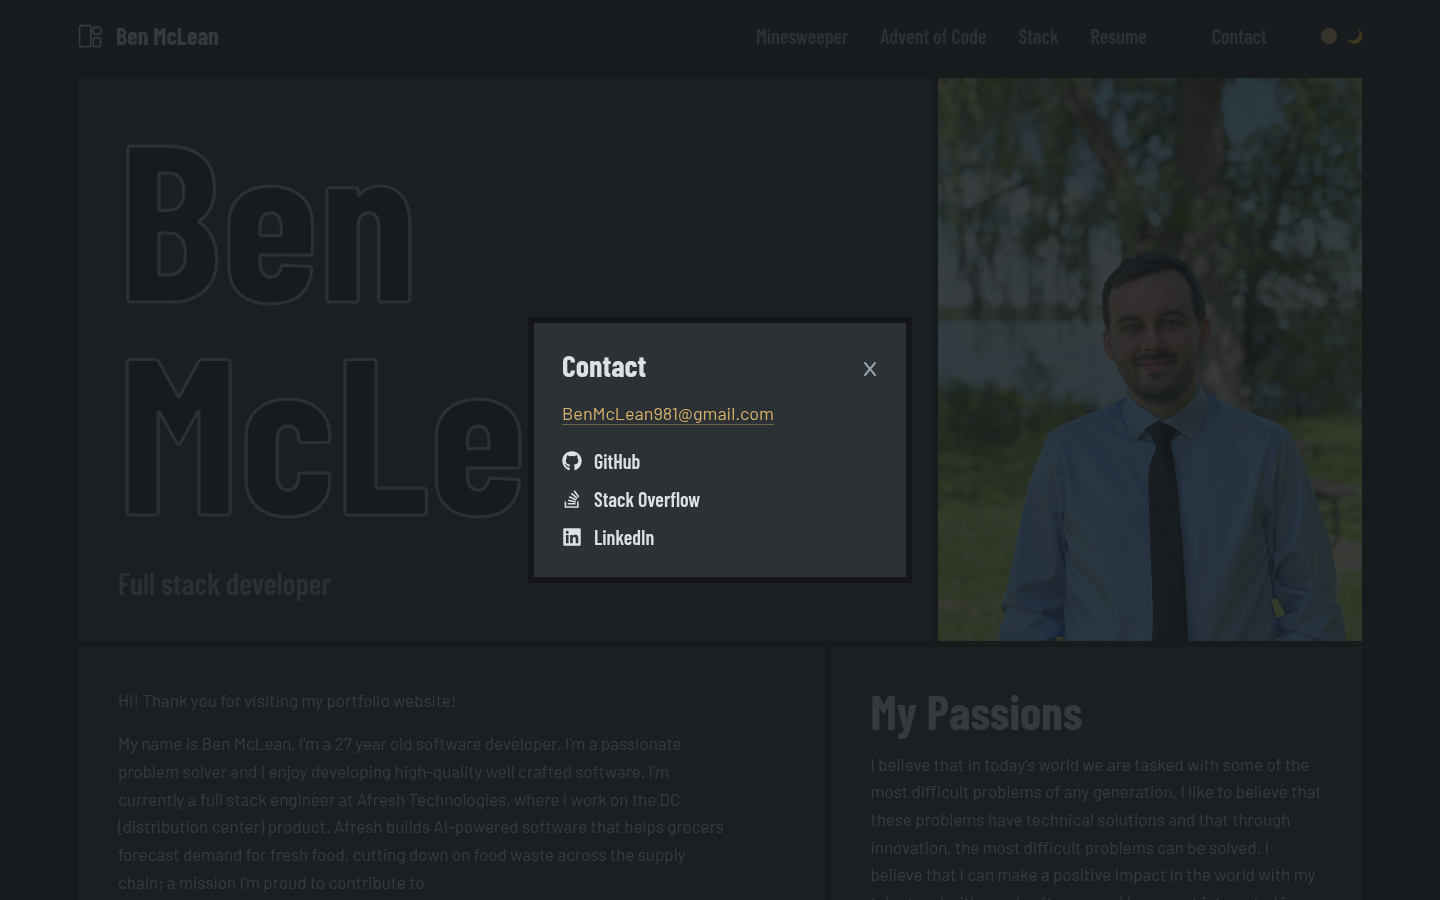 Ben McLean
Minesweeper
Advent of Code
Stack
Resume
Contact
Ben
McLe
Full stack developer
Contact
X
BenMcLean981@gmail.com
GitHub
Stack Overflow
LinkedIn
Hi! Thank you for visiting my portfolio website!
My name is Ben McLean, I'm a 27 year old software developer. I'm a passionate
problem solver and I enjoy developing high-quality well crafted software. I'm
currently a full stack engineer at Afresh Technologies, where I work on the DC
(distribution center) product. Afresh builds AI-powered software that helps grocers
forecast demand for fresh food, cutting down on food waste across the supply
chain; a mission I'm proud to contribute to.
My Passions
I believe that in today's world we are tasked with some of the
most difficult problems of any generation. I like to believe that
these problems have technical solutions and that through
innovation, the most difficult problems can be solved. I
believe that I can make a positive impact in the world with my